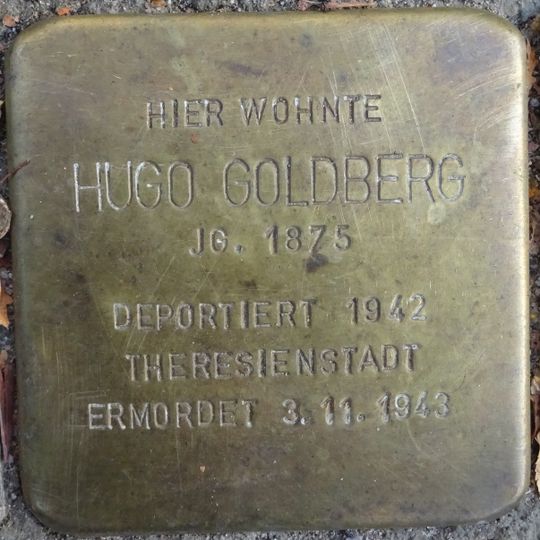 HIER WOHNTE
HUGO GOLDBERG
JG. 1875
DEPORTIERT 1942
THERESIENSTADT
ERMORDET 3.11.1943